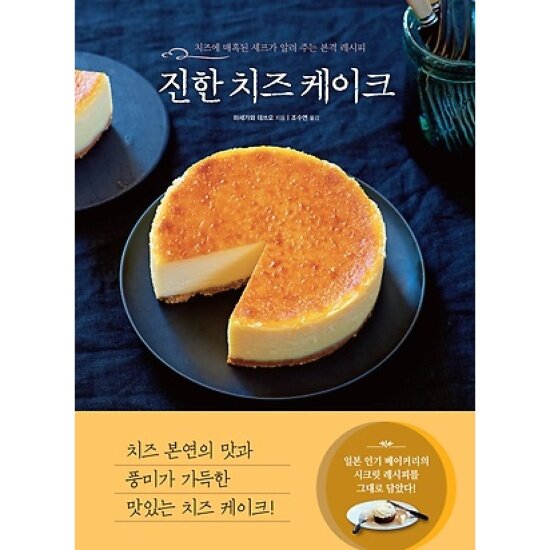 치즈에 매혹된 셰프가 알려 주는 본격 레시피
진한 치즈 케이크
하세가와 테쓰오 지음 | 조수연 옮김
치즈 본연의 맛과
풍미가 가득한
맛있는 치즈 케이크!
일본 인기 베이커리의
시크릿 레시피를
그대로 담았다!